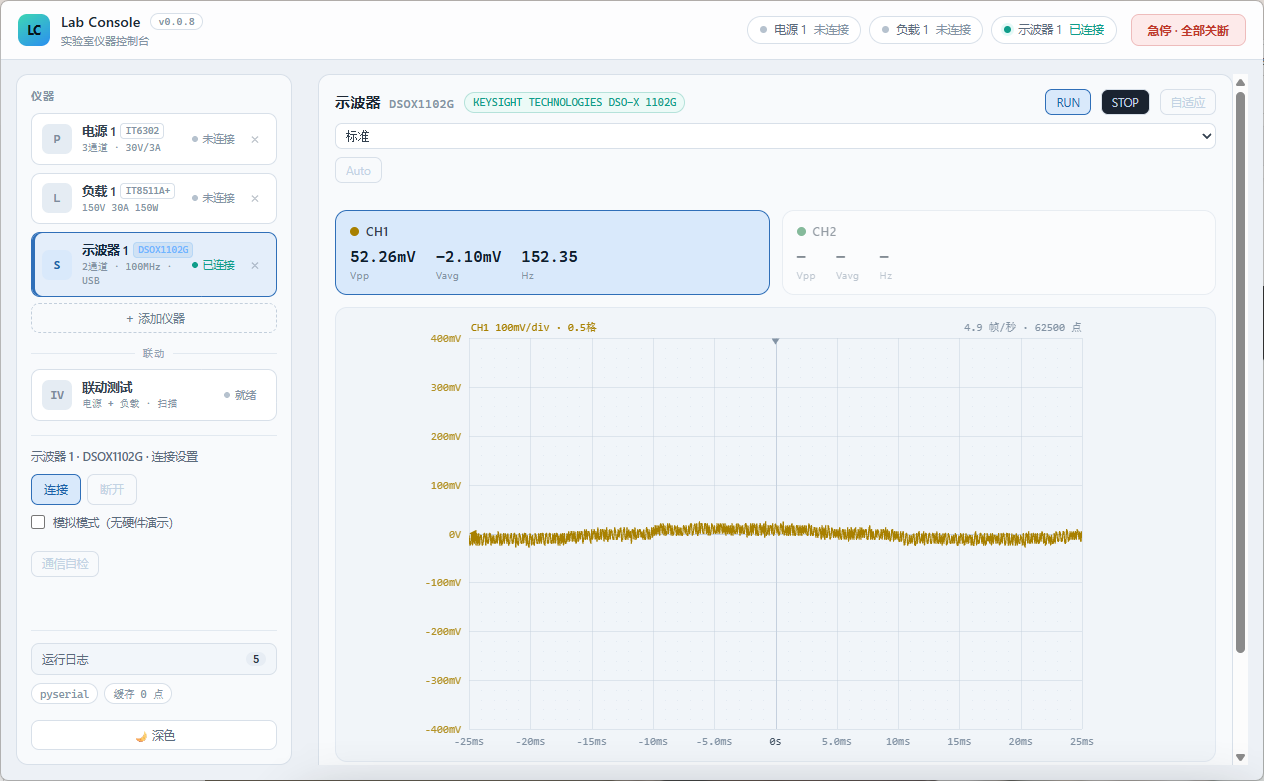 LC
Lab Console v0.0.8
实验室仪器控制台
电源 1 未连接
负载 1 未连接
示波器 1 已连接
急停 · 全部关断
仪器
P
电源 1 IT6302
3通道 · 30V/3A
未连接 ×
L
负载 1 IT8511A+
150V 30A 150W
未连接 ×
S
示波器 1 DSOX1102G
2通道 · 100MHz ·
USB
已连接 ×
+ 添加仪器
联动
IV
联动测试
电源 + 负载 · 扫描
就绪
示波器 1 · DSOX1102G · 连接设置
连接 断开
模拟模式（无硬件演示）
通信自检
运行日志 5
pyserial 缓存 0 点
🌙 深色
示波器 DSOX1102G KEYSIGHT TECHNOLOGIES DSO-X 1102G
RUN STOP 自适应
标准
Auto
CH1
52.26mV −2.10mV 152.35
Vpp Vavg Hz
CH2
— — —
Vpp Vavg Hz
CH1 100mV/div · 0.5格
4.9 帧/秒 · 62500 点
400mV
300mV
200mV
100mV
0V
-100mV
-200mV
-300mV
-400mV
-25ms -20ms -15ms -10ms -5.0ms 0s 5.0ms 10ms 15ms 20ms 25ms